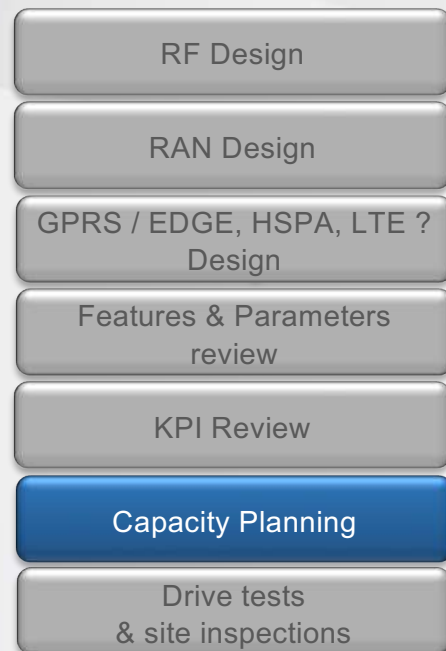 RF Design
RAN Design
GPRS / EDGE, HSPA, LTE ?
Design
Features & Parameters
review
KPI Review
Capacity Planning
Drive tests
& site inspections